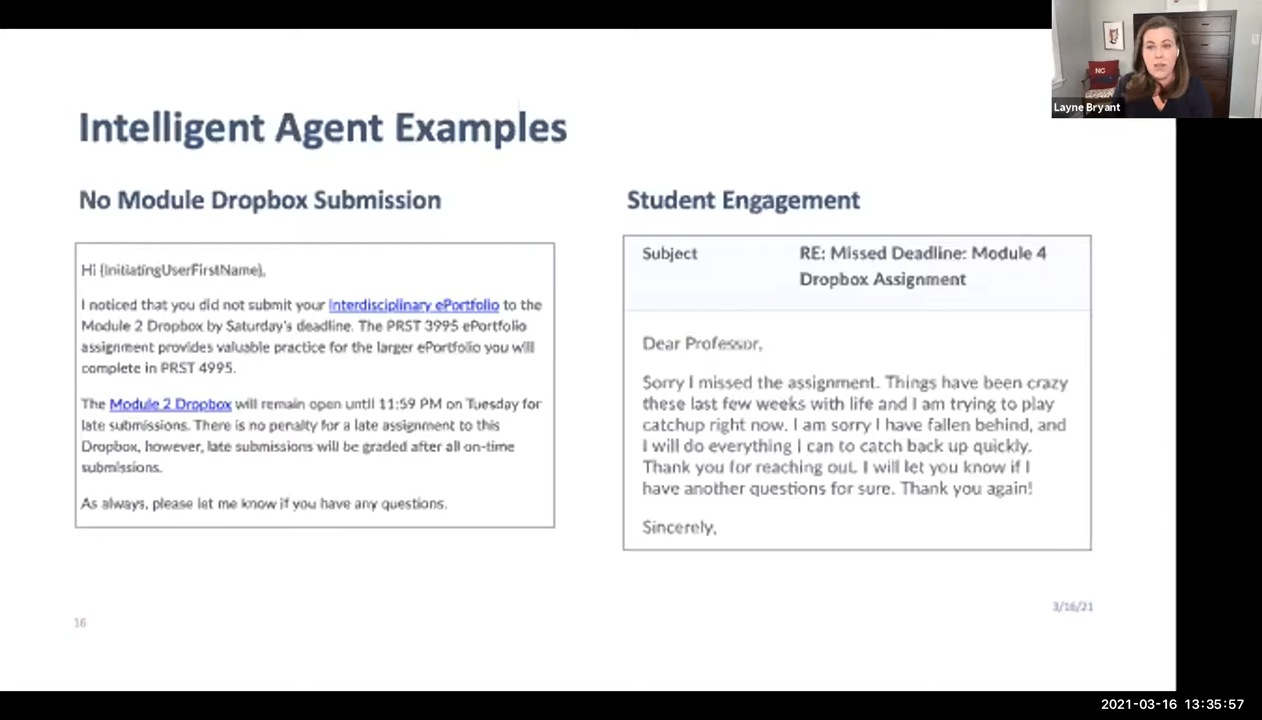 Intelligent Agent Examples
No Module Dropbox Submission
Hi {InitiatingUserFirstName},
I noticed that you did not submit your Interdisciplinary ePortfolio to the
Module 2 Dropbox by Saturday's deadline. The PRST 3995 ePortfolio
assignment provides valuable practice for the larger ePortfolio you will
complete in PRST 4995.
The Module 2 Dropbox will remain open until 11:59 PM on Tuesday for
late submissions. There is no penalty for a late assignment to this
Dropbox, however, late submissions will be graded after all on-time
submissions.
As always, please let me know if you have any questions.
Student Engagement
Subject
RE: Missed Deadline: Module 4
Dropbox Assignment
Dear Professor,
Sorry I missed the assignment. Things have been crazy
these last few weeks with life and I am trying to play
catchup right now. I am sorry I have fallen behind, and
I will do everything I can to catch back up quickly.
Thank you for reaching out. I will let you know if I
have another questions for sure. Thank you again!
Sincerely,
16
3/16/21
NG
Layne Bryant
2021-03-16 13:35:57